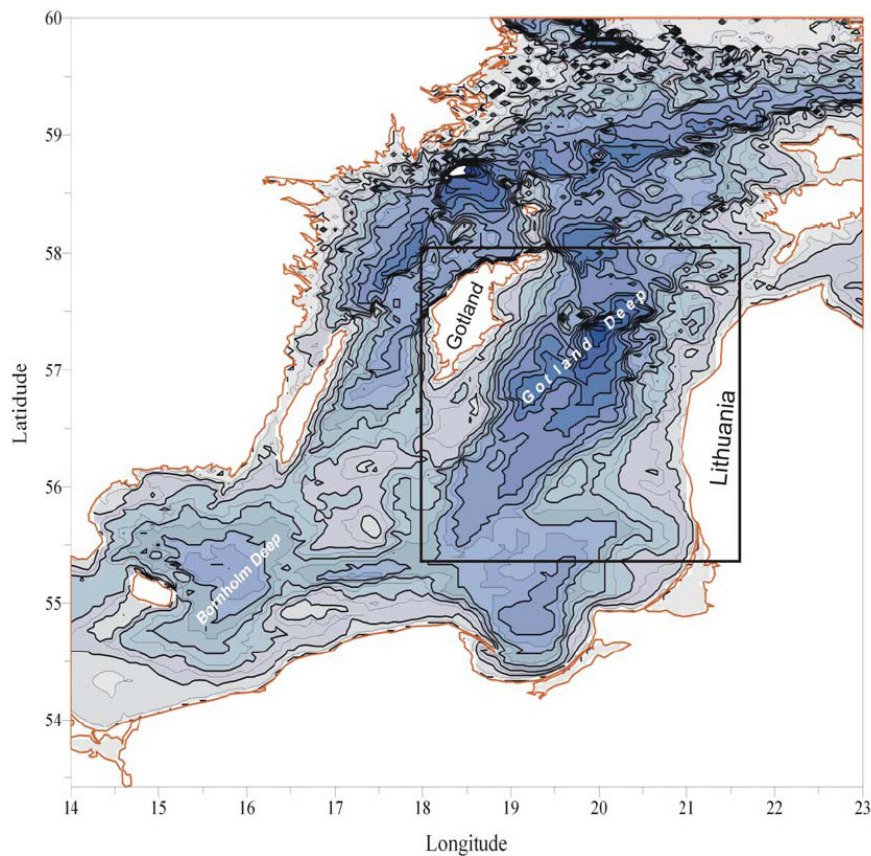 60
59
58
57
56
55
54
Latidude
Gotland
Gotland Deep
Lithuania
Bornholm Deep
14 15 16 17 18 19 20 21 22 23
Longitude